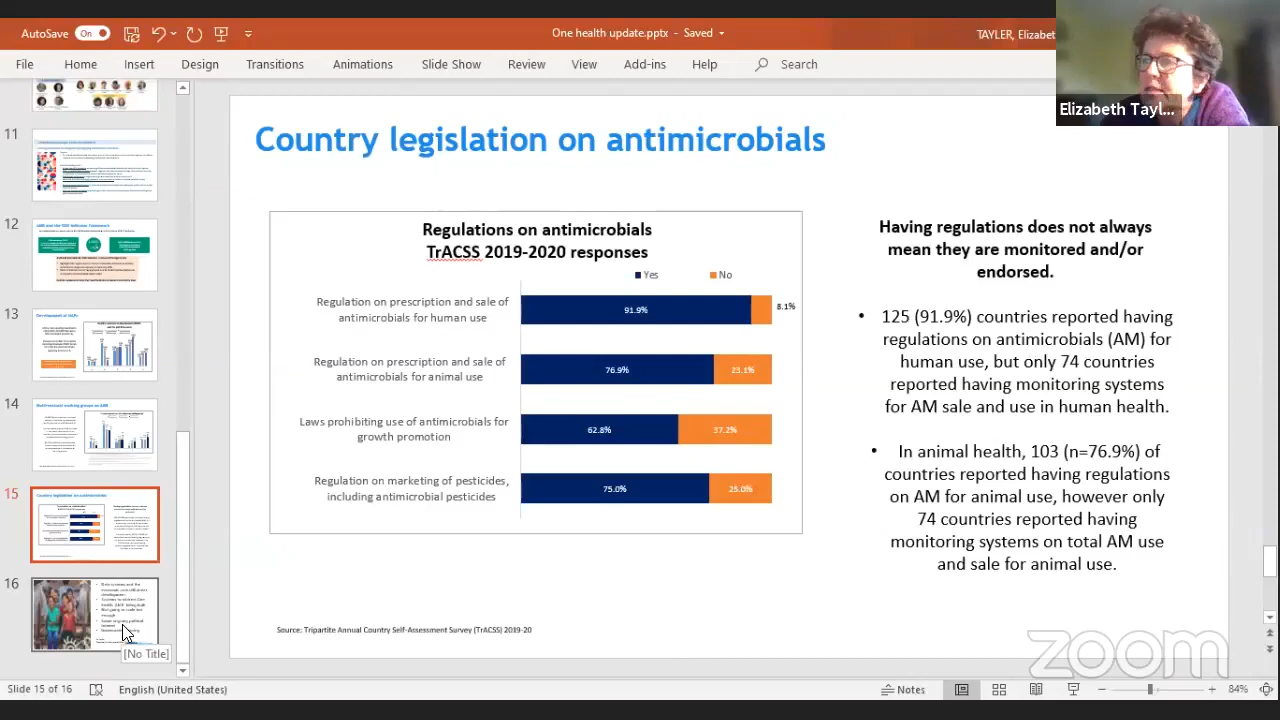 AutoSave On
One health update.pptx - Saved
TAYLER, Elizabeth
File Home Insert Design Transitions Animations Slide Show Review View Add-ins Help Search
Elizabeth Tayl...
11
12
13
14
15
Country legislation on antimicrobials
16
[No Title]
Country legislation on antimicrobials
Regulations on antimicrobials
TrACSS 2019-2020 responses
Yes No
Regulation on prescription and sale of
antimicrobials for human use
91.9%
8.1%
Regulation on prescription and sale of
antimicrobials for animal use
76.9%
23.1%
Laws prohibiting use of antimicrobials for
growth promotion
62.8%
37.2%
Regulation on marketing of pesticides,
including antimicrobial pesticides
75.0%
25.0%
Having regulations does not always
mean they are monitored and/or
endorsed.
• 125 (91.9%) countries reported having
regulations on antimicrobials (AM) for
human use, but only 74 countries
reported having monitoring systems
for AM sale and use in human health.
• In animal health, 103 (n=76.9%) of
countries reported having regulations
on AM for animal use, however only
74 countries reported having
monitoring systems on total AM use
and sale for animal use.
Source: Tripartite Annual Country Self-Assessment Survey (TrACSS) 2019-20
zoom
Slide 15 of 16 English (United States)
Notes
84%